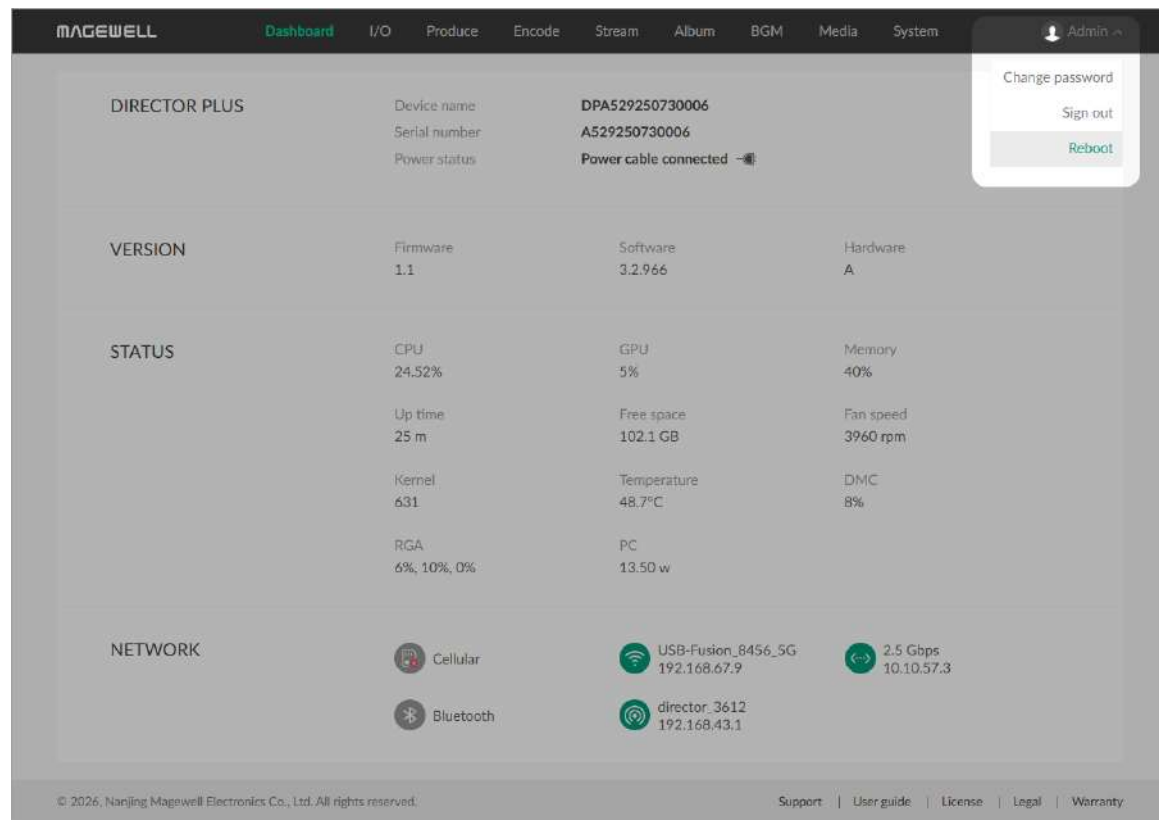 MAGEWELL Dashboard I/O Produce Encode Stream Album BGM Media System Admin
Change password
Sign out
Reboot
DIRECTOR PLUS
Device name DPA529250730006
Serial number A529250730006
Power status Power cable connected
VERSION
Firmware Software Hardware
1.1 3.2.966 A
STATUS
CPU GPU Memory
24.52% 5% 40%
Up time Free space Fan speed
25 m 102.1 GB 3960 rpm
Kernel Temperature DMC
631 48.7°C 8%
RGA PC
6%, 10%, 0% 13.50 w
NETWORK
Cellular
USB-Fusion_8456_5G
192.168.67.9
2.5 Gbps
10.10.57.3
Bluetooth
director_3612
192.168.43.1
© 2026, Nanjing Magewell Electronics Co., Ltd. All rights reserved. Support | User guide | License | Legal | Warranty